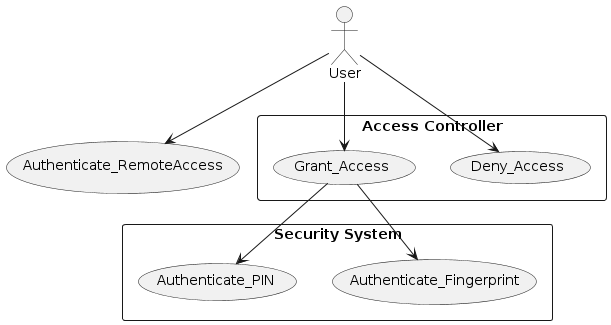 User
Access Controller
Authenticate_RemoteAccess
Grant_Access
Deny_Access
Security System
Authenticate_PIN
Authenticate_Fingerprint